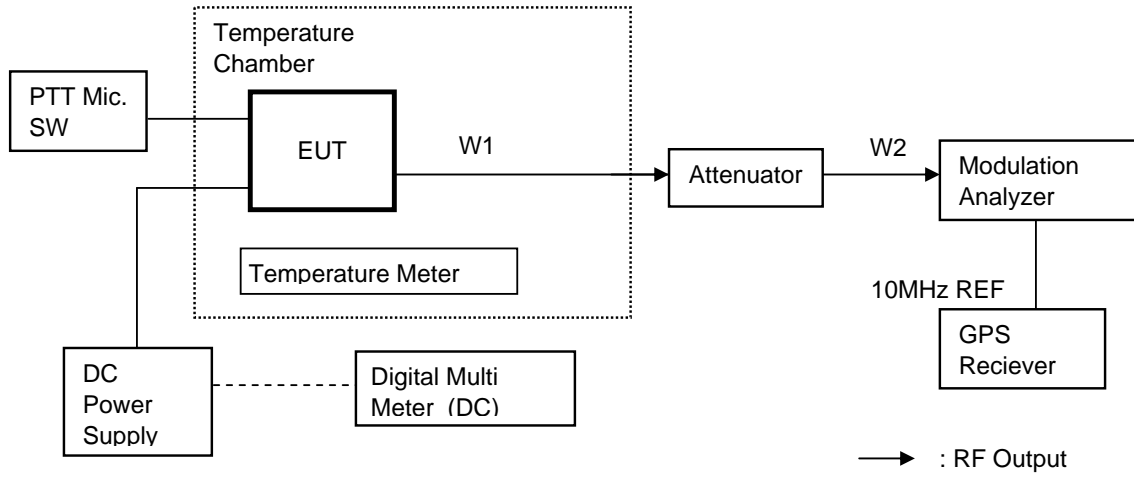 Temperature
Chamber
PTT Mic.
SW
EUT
W1
Attenuator
W2
Modulation
Analyzer
Temperature Meter
10MHz REF
GPS
Reciever
DC
Power
Supply
Digital Multi
Meter (DC)
: RF Output